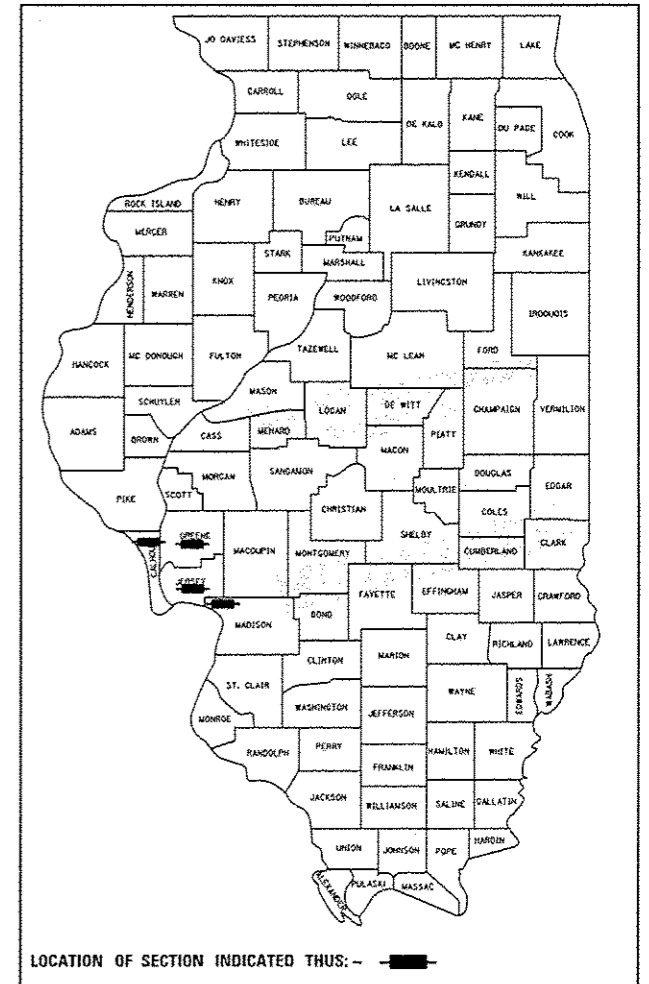 JO DAVIESS STEPHENSON WINNEBAGO BOONE MC HENRY LAKE
CARROLL OGLE DE KALB KANE DU PAGE COOK
WHITESIDE LEE
KENDALL WILL
ROCK ISLAND HENRY BUREAU LA SALLE GRUNDY
MERCER PUTNAM KANKAKEE
STARK MARSHALL
HENDERSON WARREN KNOX PEORIA WOODFORD LIVINGSTON IROQUOIS
HANCOCK MC DONOUGH FULTON TAZEWELL MC LEAN FORD
SCHUYLER MASON LOGAN DE WITT CHAMPAIGN VERMILION
ADAMS BROWN CASS MENARD PIATT
MACON
PIKE SCOTT MORGAN SANGAMON DOUGLAS EDGAR
MOULTRIE
CHRISTIAN COLES
CALHOUN GREENE MACOUPIN MONTGOMERY SHELBY CUMBERLAND CLARK
JERSEY FAYETTE EFFINGHAM JASPER CRAWFORD
MADISON BOND
CLAY RICHLAND LAWRENCE
CLINTON MARION
ST. CLAIR WAYNE EDWARDS WABASH
WASHINGTON JEFFERSON
MONROE
RANDOLPH PERRY HAMILTON WHITE
FRANKLIN
JACKSON WILLIAMSON SALINE GALLATIN
UNION JOHNSON POPE HARDIN
ALEXANDER PULASKI MASSAC
LOCATION OF SECTION INDICATED THUS: -